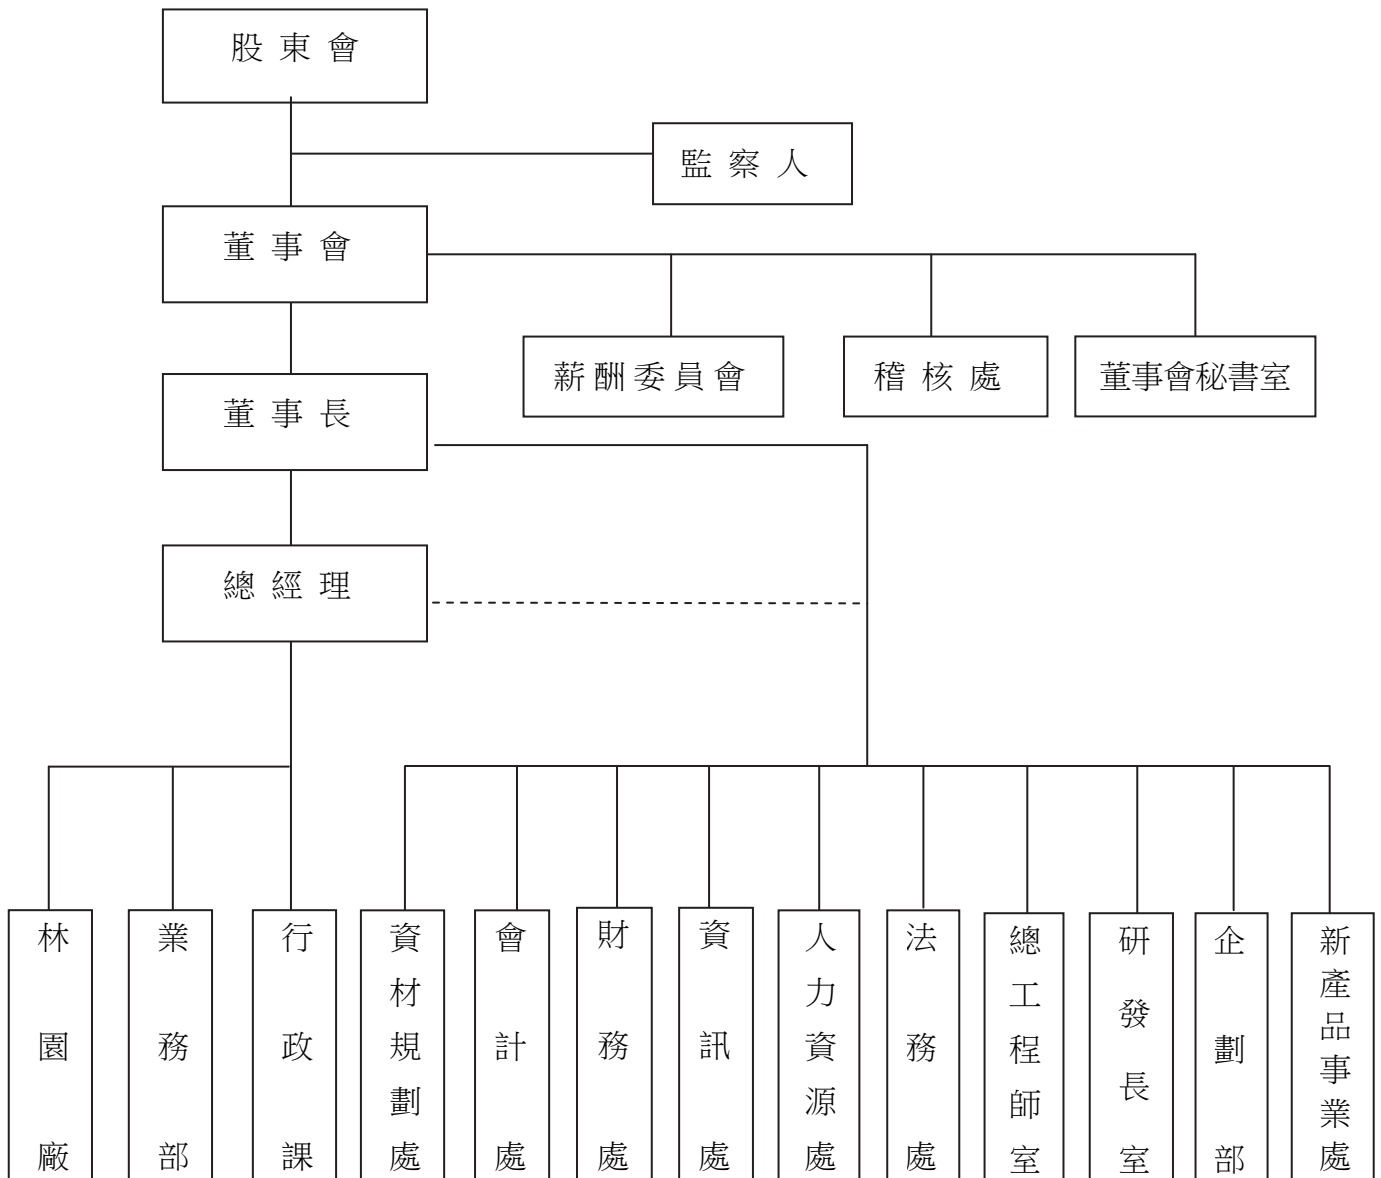 股東會
監察人
董事會
薪酬委員會
稽核處
董事會秘書室
董事長
總經理
林園廠
業務部
行政課
資材規劃處
會計處
財務處
資訊處
人力資源處
法務處
總工程師室
研發長室
企劃部
新產品事業處